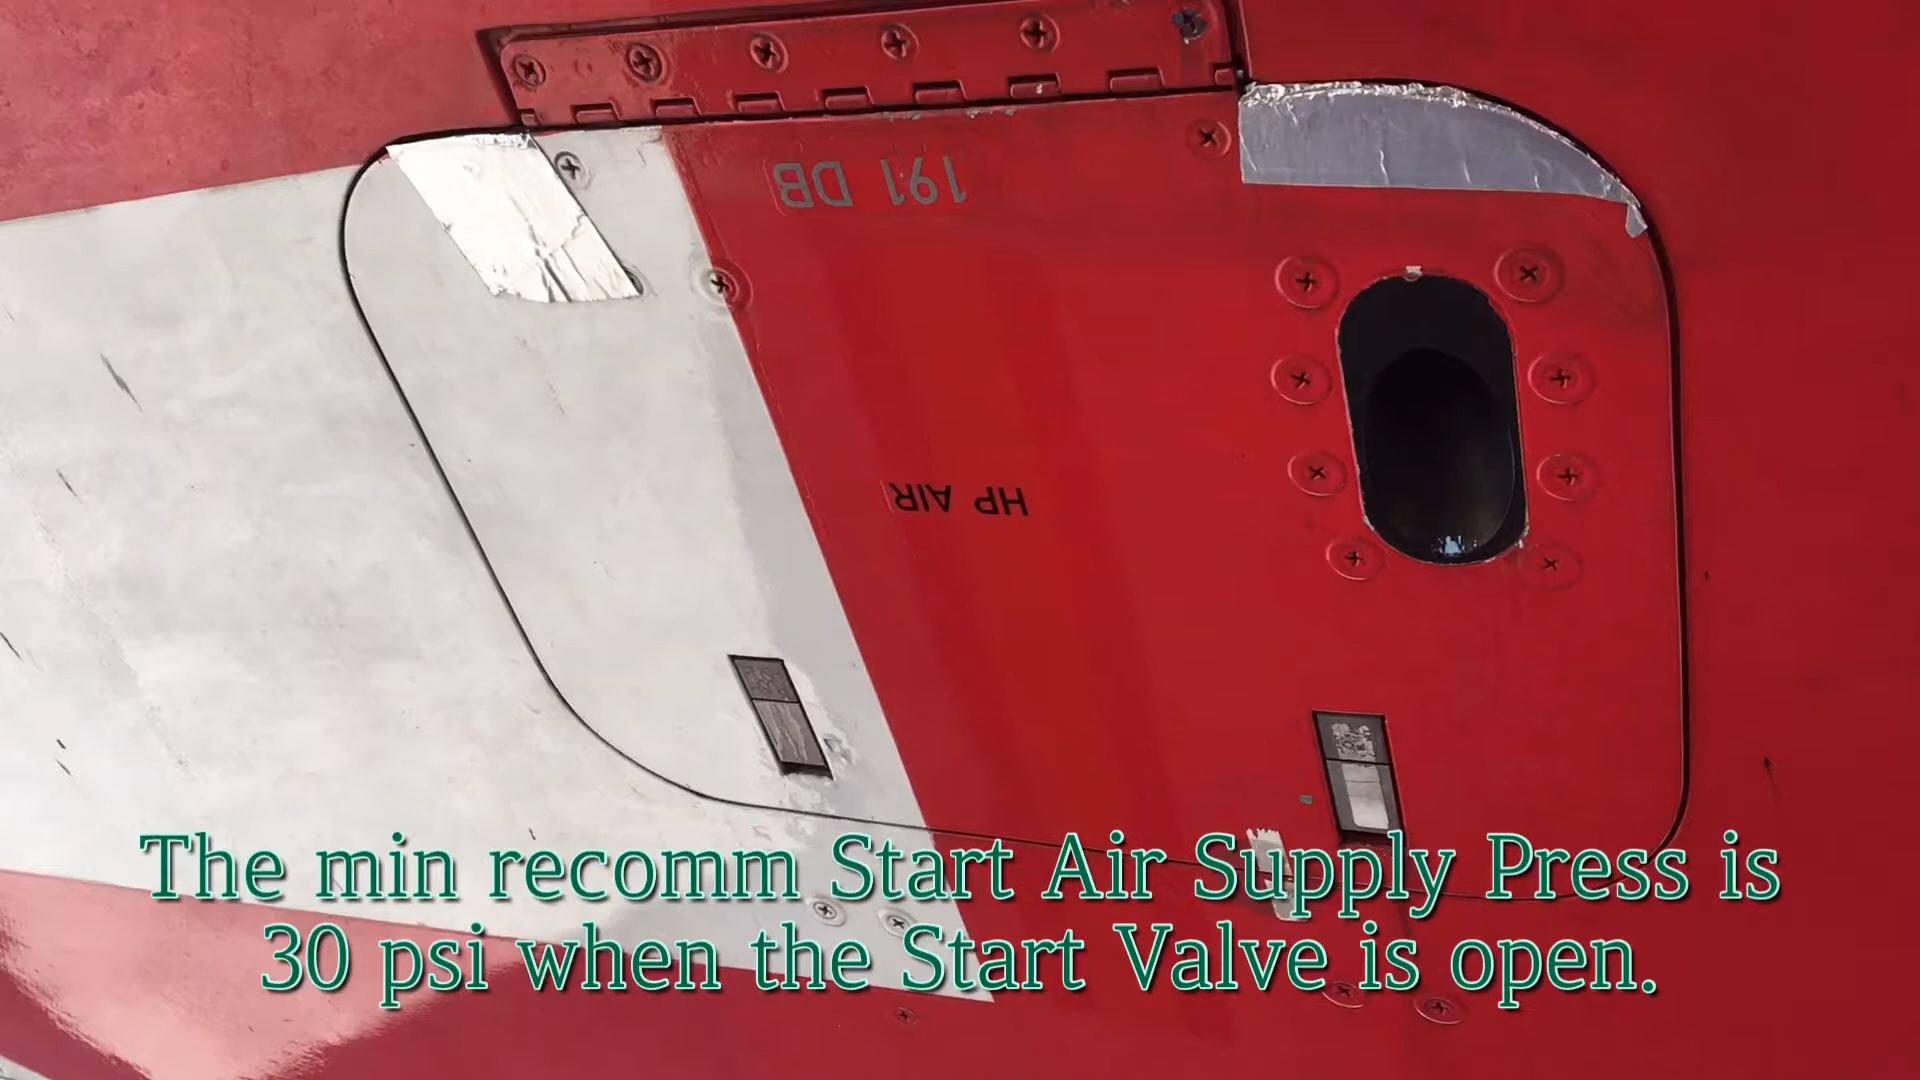 191 DB
HP AIR
The min recomm Start Air Supply Press is
30 psi when the Start Valve is open.